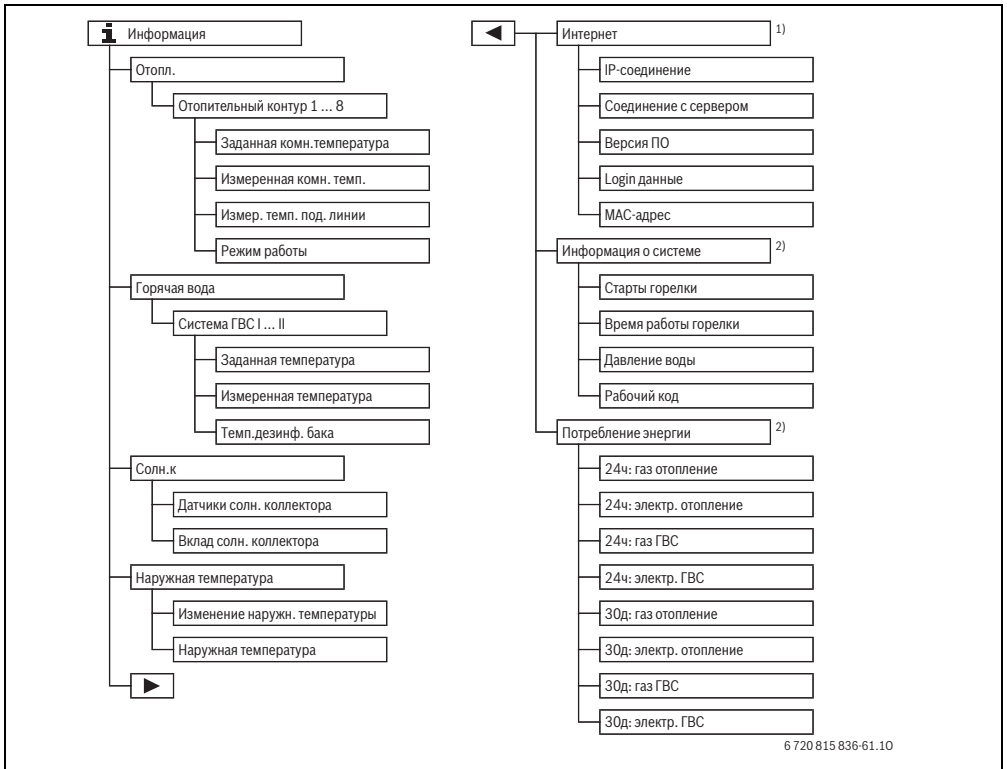 Информация
Отопл.
Отопительный контур 1 ... 8
Заданная комн.температура
Измеренная комн. темп.
Измер. темп. под. линии
Режим работы
Горячая вода
Система ГВС I ... II
Заданная температура
Измеренная температура
Темп.дезинф. бака
Солн.к
Датчики солн. коллектора
Вклад солн. коллектора
Наружная температура
Изменение наружн. температуры
Наружная температура
Интернет 1)
IP-соединение
Соединение с сервером
Версия ПО
Login данные
MAC-адрес
Информация о системе 2)
Старты горелки
Время работы горелки
Давление воды
Рабочий код
Потребление энергии 2)
24ч: газ отопление
24ч: электр. отопление
24ч: газ ГВС
24ч: электр. ГВС
30д: газ отопление
30д: электр. отопление
30д: газ ГВС
30д: электр. ГВС
6 720 815 836-61.1O